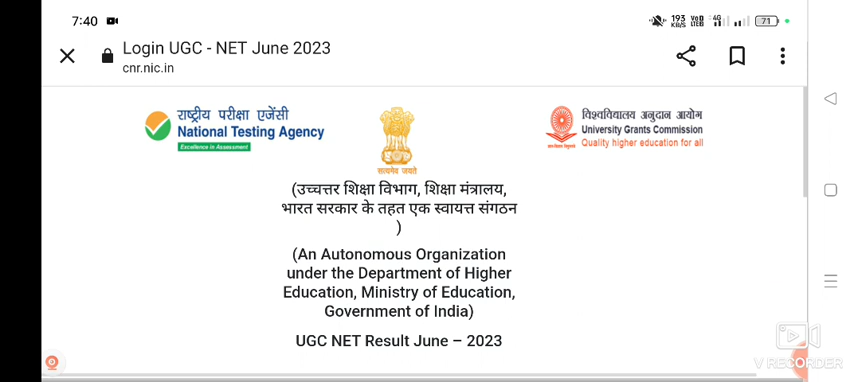 7:40
193 KB/S 4G 71
Login UGC - NET June 2023
cnr.nic.in
राष्ट्रीय परीक्षा एजेंसी
National Testing Agency
Excellence in Assessment
सत्यमेव जयते
विश्वविद्यालय अनुदान आयोग
University Grants Commission
Quality higher education for all
(उच्चत्तर शिक्षा विभाग, शिक्षा मंत्रालय,
भारत सरकार के तहत एक स्वायत्त संगठन
)
(An Autonomous Organization
under the Department of Higher
Education, Ministry of Education,
Government of India)
UGC NET Result June – 2023
V RECORDER